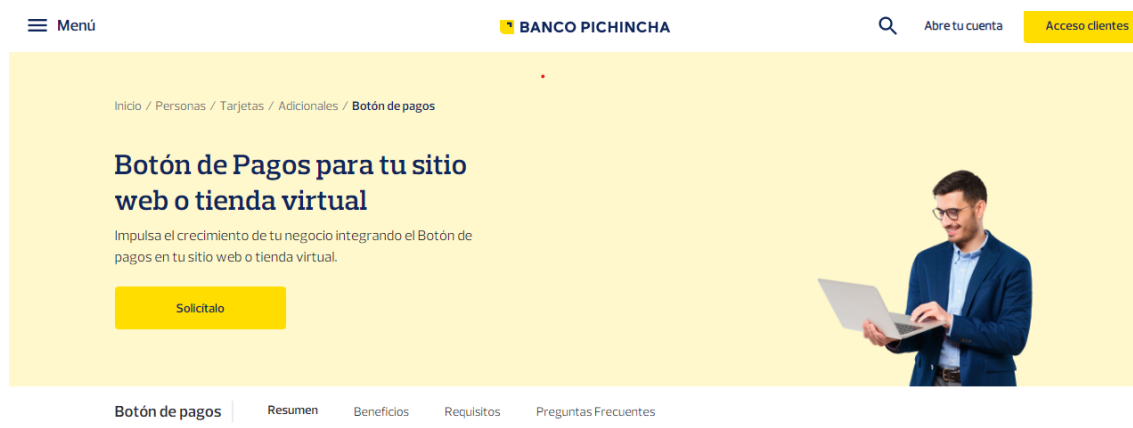 Menú
BANCO PICHINCHA
Abre tu cuenta
Acceso clientes
Inicio / Personas / Tarjetas / Adicionales / Botón de pagos
Botón de Pagos para tu sitio
web o tienda virtual
Impulsa el crecimiento de tu negocio integrando el Botón de
pagos en tu sitio web o tienda virtual.
Solicítalo
Botón de pagos
Resumen
Beneficios
Requisitos
Preguntas Frecuentes